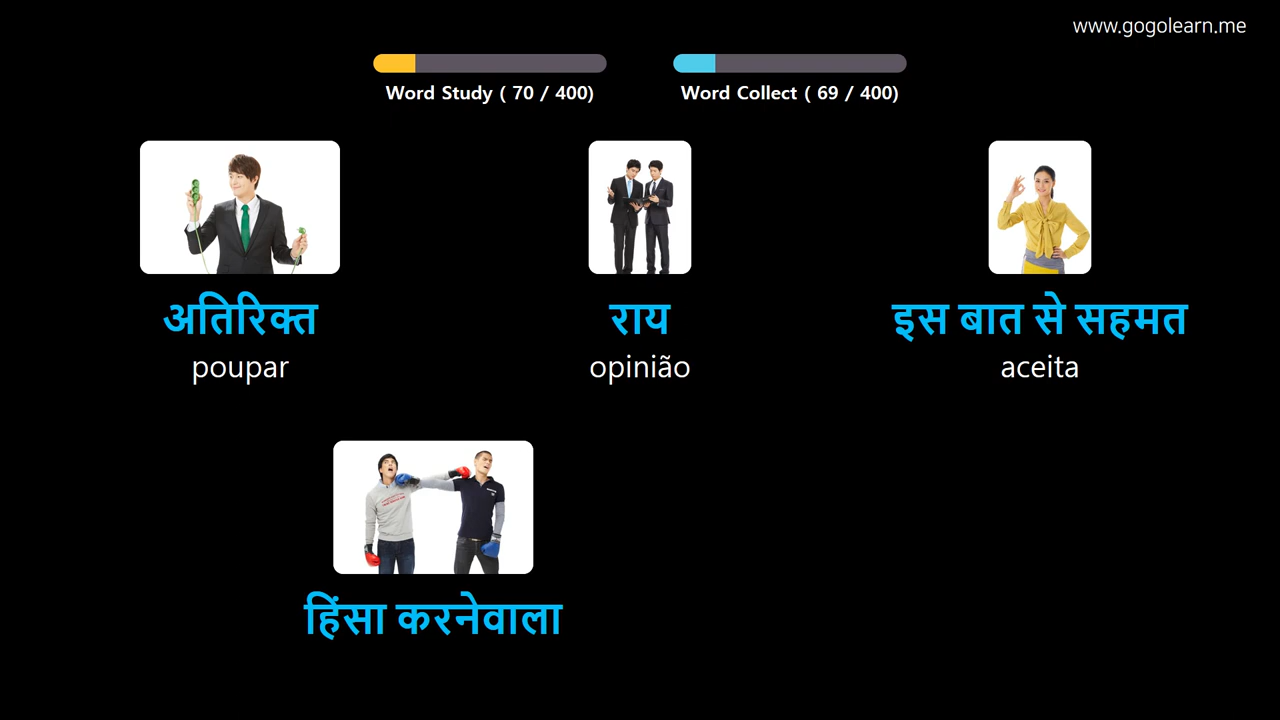 www.gogolearn.me
Word Study ( 70 / 400)
Word Collect ( 69 / 400)
अतिरिक्त
poupar
राय
opinião
इस बात से सहमत
aceita
हिंसा करनेवाला